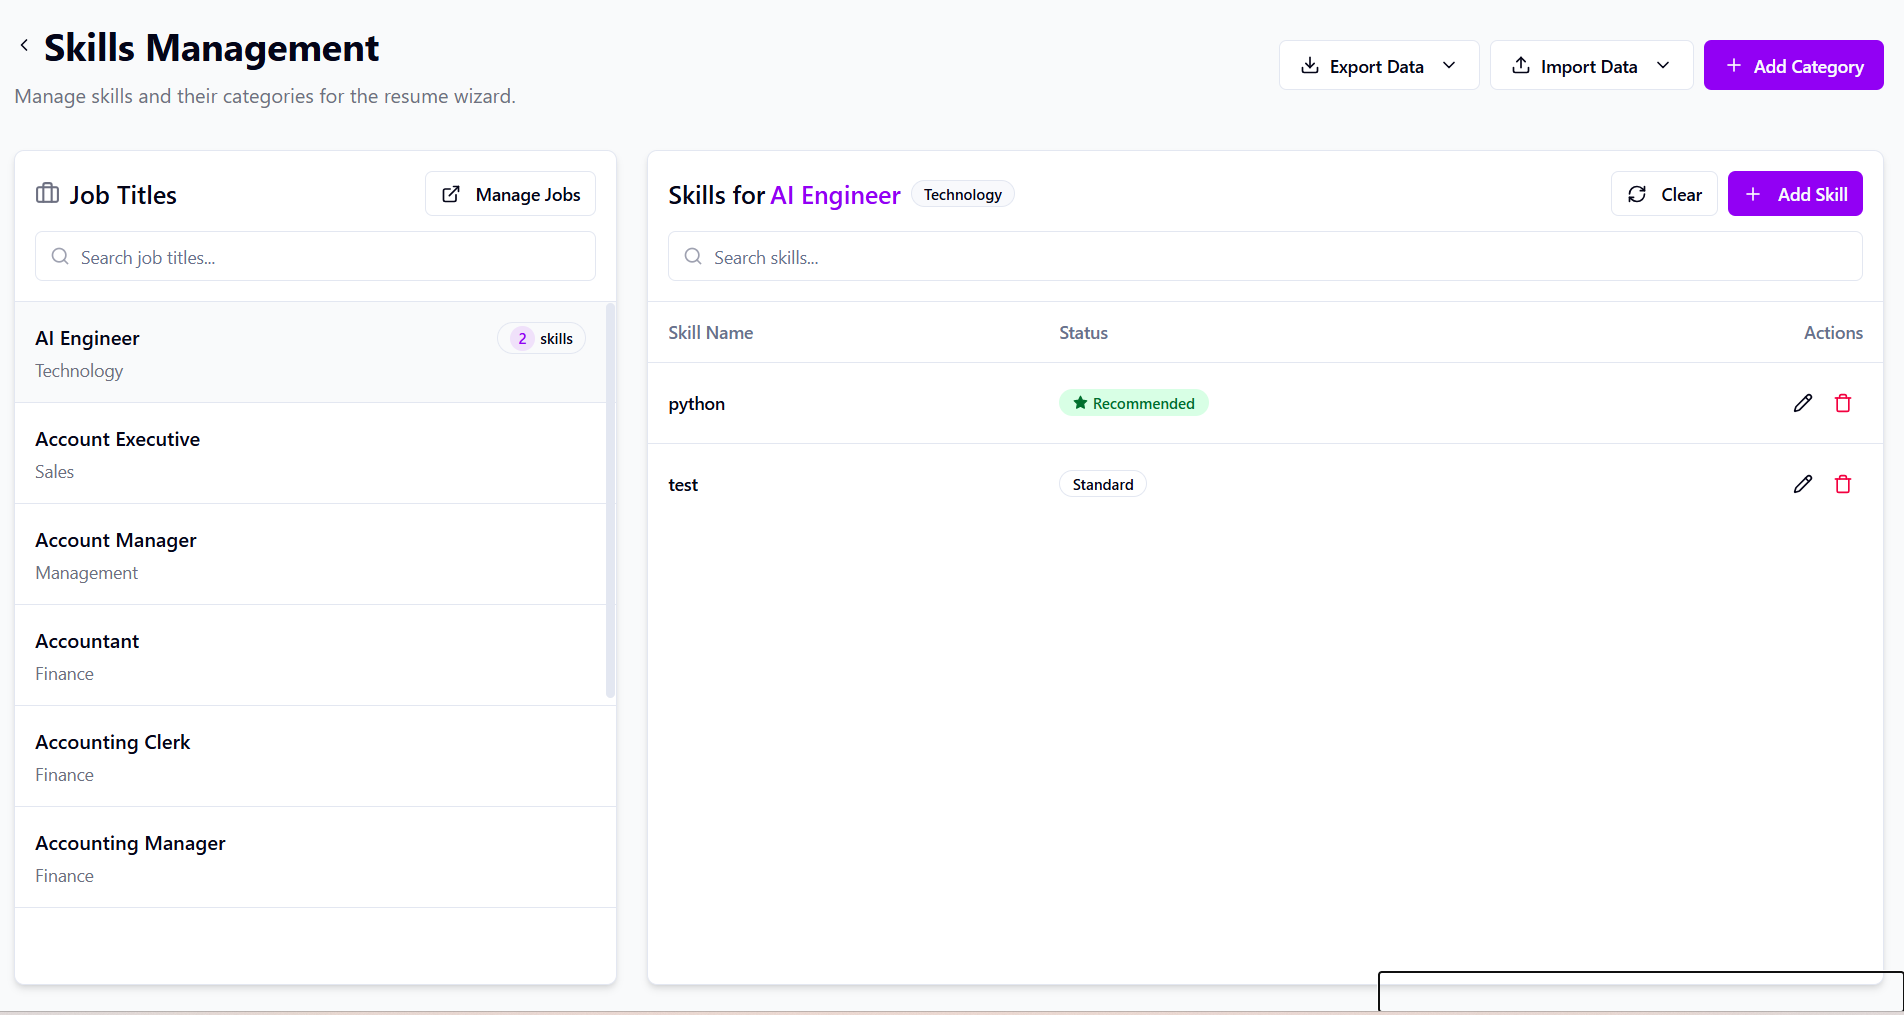 Skills Management
Manage skills and their categories for the resume wizard.
Export Data
Import Data
Add Category
Job Titles
Manage Jobs
Search job titles...
AI Engineer
2 skills
Technology
Account Executive
Sales
Account Manager
Management
Accountant
Finance
Accounting Clerk
Finance
Accounting Manager
Finance
Skills for AI Engineer Technology
Clear
Add Skill
Search skills...
Skill Name Status Actions
python Recommended
test Standard